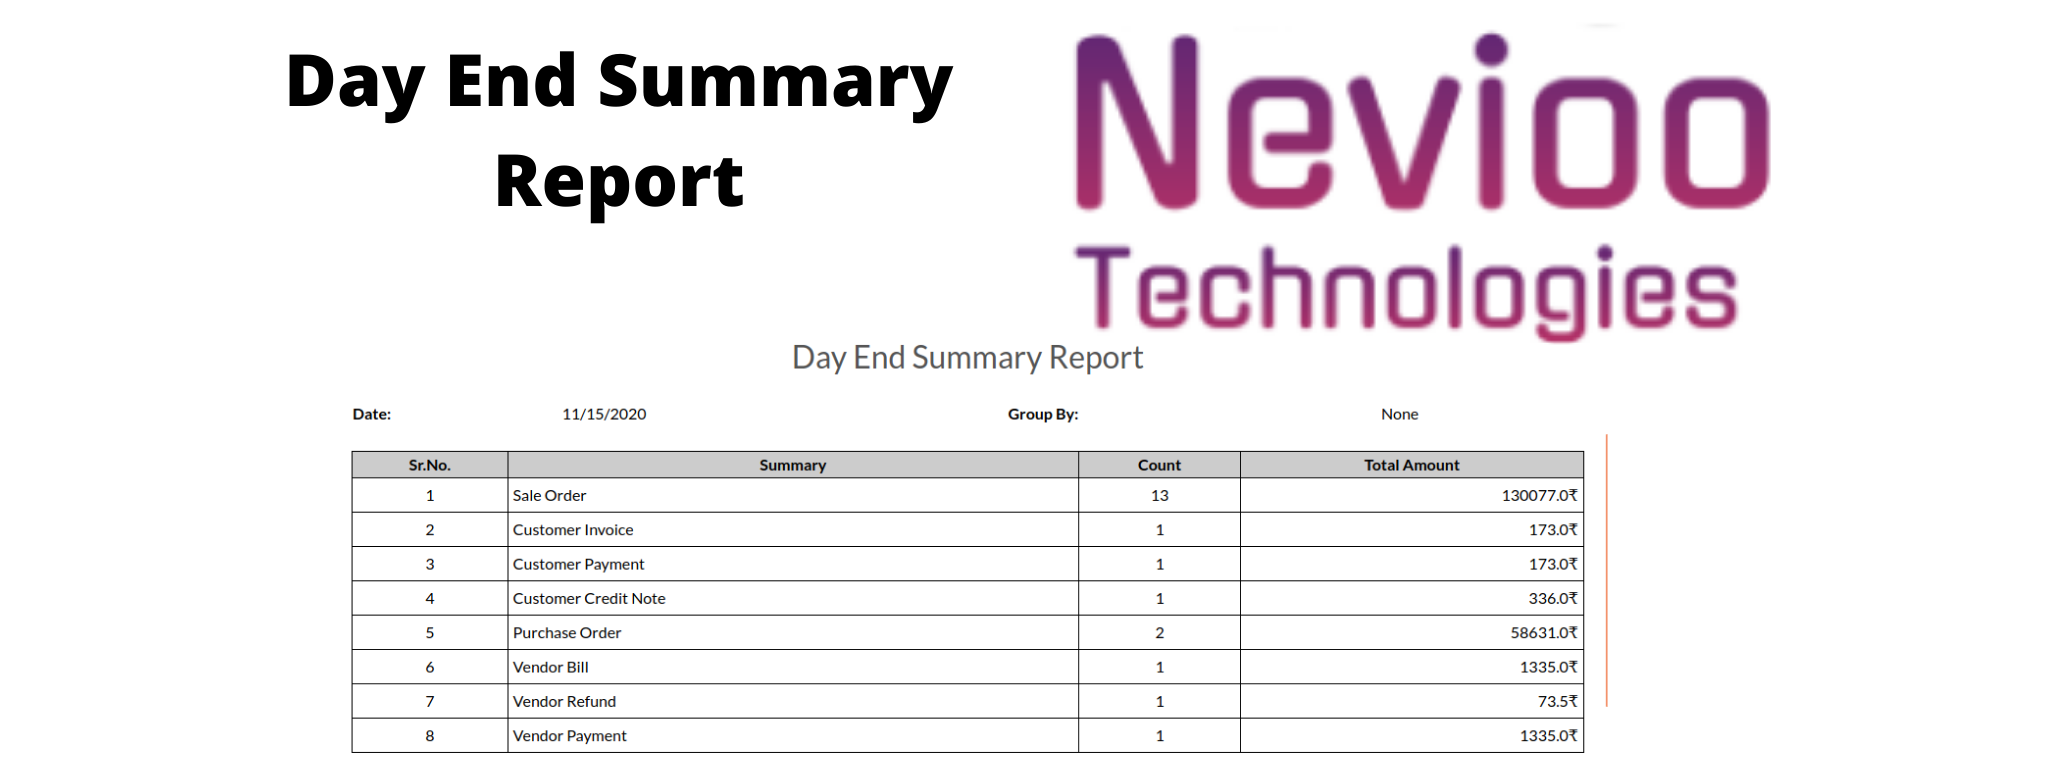 Day End Summary
Report
Nevioo
Technologies
Day End Summary Report
Date: 11/15/2020 Group By: None
Sr.No. Summary Count Total Amount
1 Sale Order 13 130077.0₹
2 Customer Invoice 1 173.0₹
3 Customer Payment 1 173.0₹
4 Customer Credit Note 1 336.0₹
5 Purchase Order 2 58631.0₹
6 Vendor Bill 1 1335.0₹
7 Vendor Refund 1 73.5₹
8 Vendor Payment 1 1335.0₹